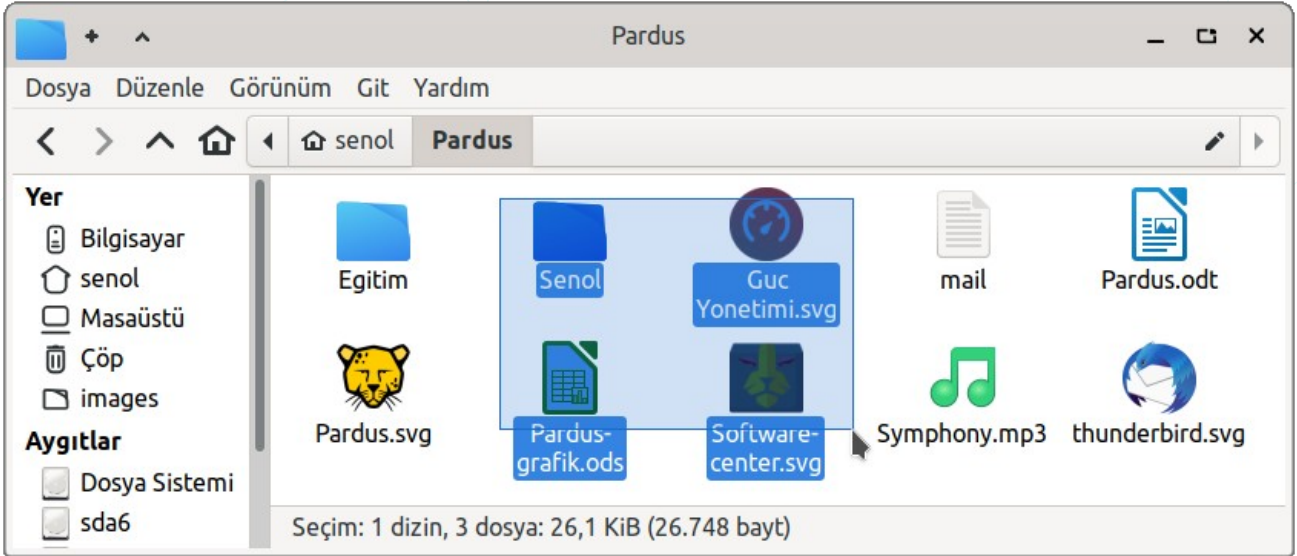 Pardus
Dosya Düzenle Görünüm Git Yardım
senol Pardus
Yer
Bilgisayar
senol
Masaüstü
Çöp
images
Aygıtlar
Dosya Sistemi
sda6
Egitim
Senol
Guc
Yonetimi.svg
mail
Pardus.odt
Pardus.svg
Pardus-
grafik.ods
Software-
center.svg
Symphony.mp3
thunderbird.svg
Seçim: 1 dizin, 3 dosya: 26,1 KiB (26.748 bayt)